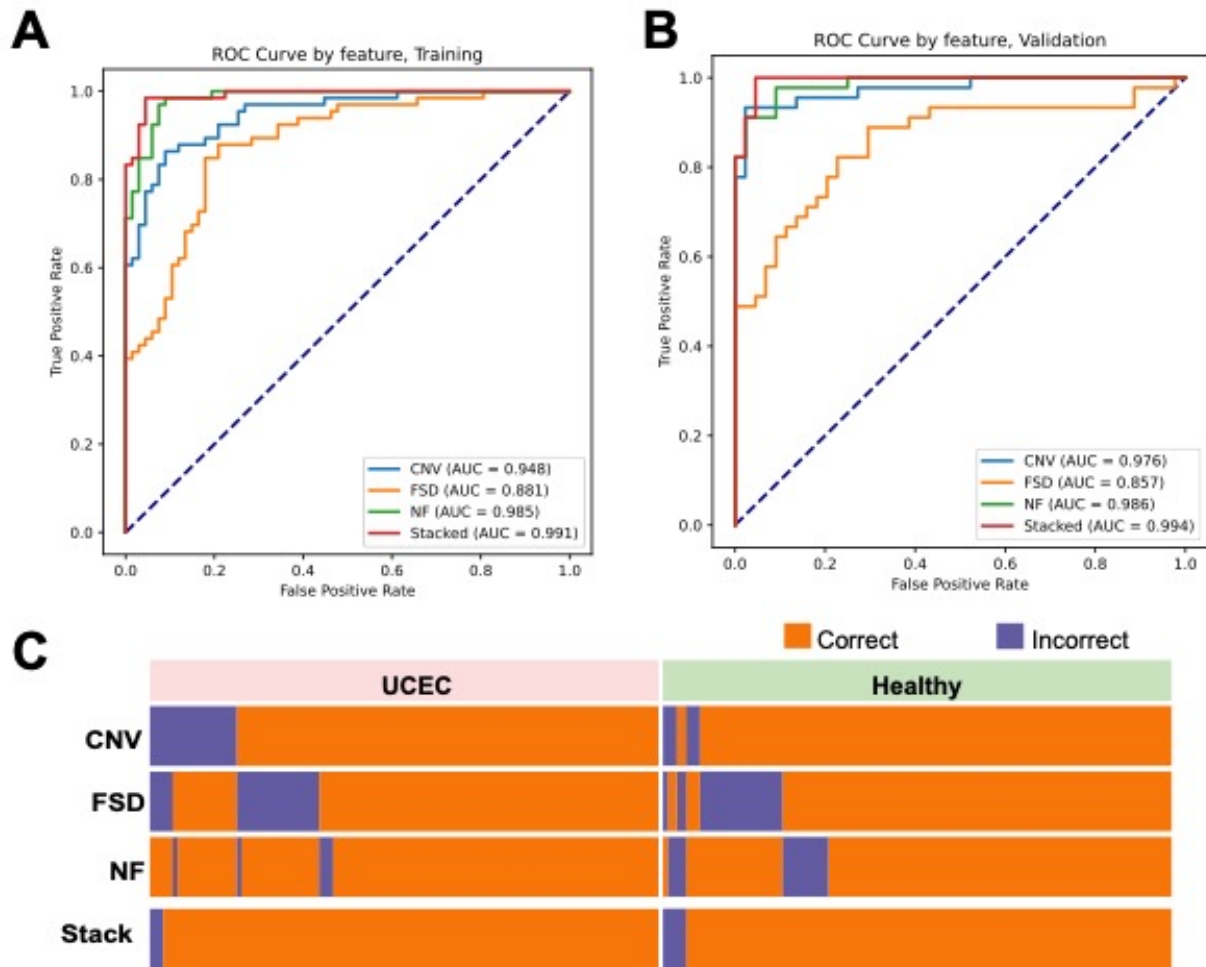 A
ROC Curve by feature, Training
True Positive Rate
1.0
0.8
0.6
0.4
0.2
0.0
CNV (AUC = 0.948)
FSD (AUC = 0.881)
NF (AUC = 0.985)
Stacked (AUC = 0.991)
0.0 0.2 0.4 0.6 0.8 1.0
False Positive Rate
B
ROC Curve by feature, Validation
True Positive Rate
1.0
0.8
0.6
0.4
0.2
0.0
CNV (AUC = 0.976)
FSD (AUC = 0.857)
NF (AUC = 0.986)
Stacked (AUC = 0.994)
0.0 0.2 0.4 0.6 0.8 1.0
False Positive Rate
C
Correct Incorrect
UCEC Healthy
CNV
FSD
NF
Stack